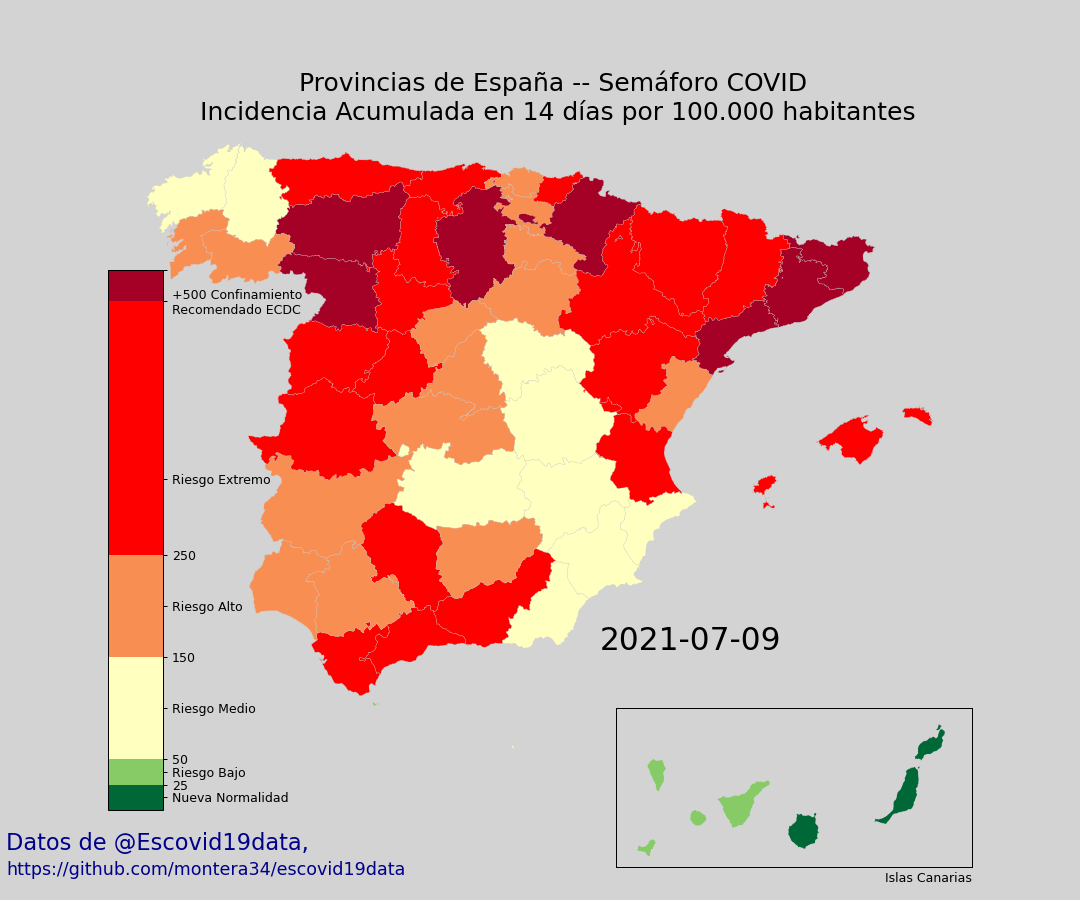 Provincias de España -- Semáforo COVID
Incidencia Acumulada en 14 días por 100.000 habitantes
+500 Confinamiento
Recomendado ECDC
Riesgo Extremo
250
Riesgo Alto
150
Riesgo Medio
50
Riesgo Bajo
25
Nueva Normalidad
2021-07-09
Islas Canarias
Datos de @Escovid19data,
https://github.com/montera34/escovid19data